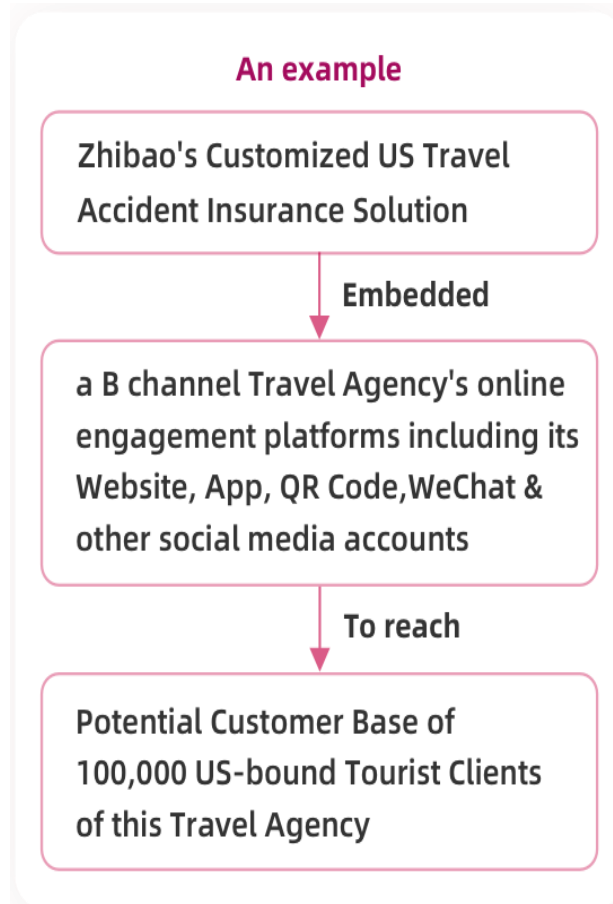 An example
Zhibao's Customized US Travel
Accident Insurance Solution
Embedded
a B channel Travel Agency's online
engagement platforms including its
Website, App, QR Code,WeChat &
other social media accounts
To reach
Potential Customer Base of
100,000 US-bound Tourist Clients
of this Travel Agency